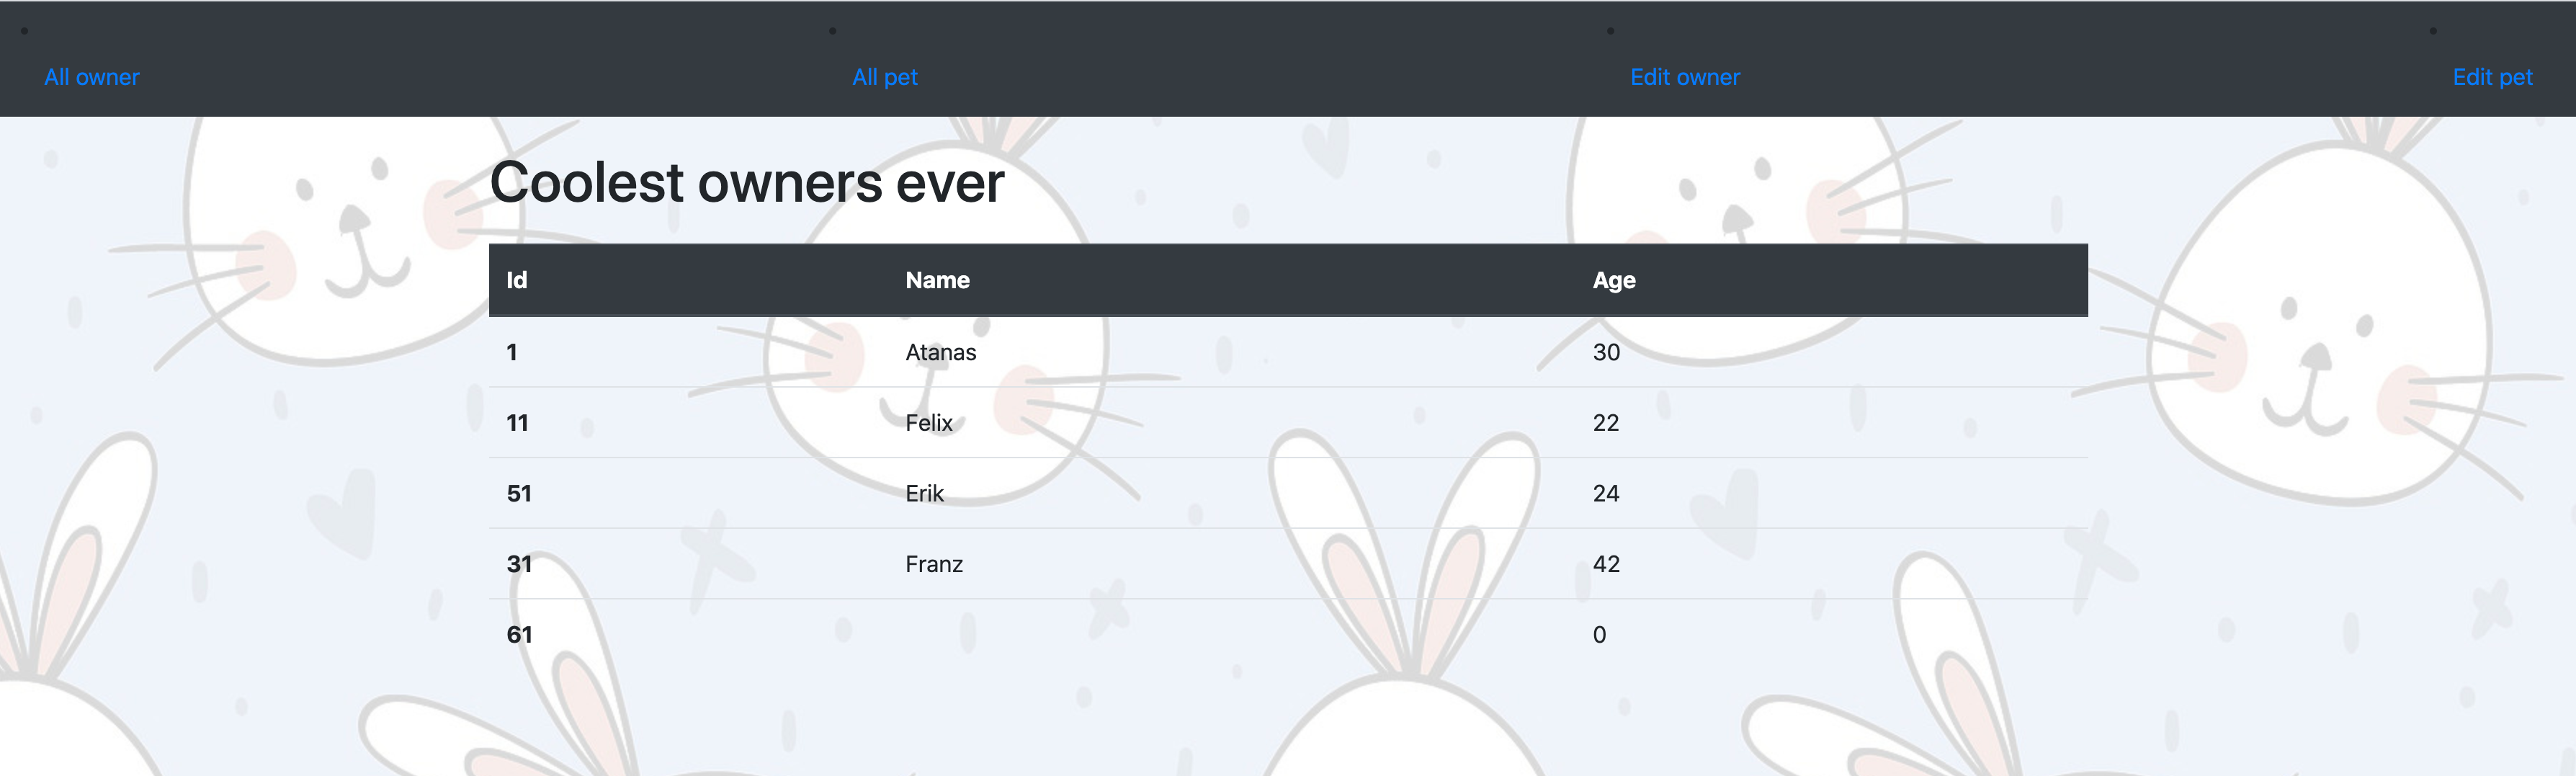 All owner All pet Edit owner Edit pet
Coolest owners ever
Id Name Age
1 Atanas 30
11 Felix 22
51 Erik 24
31 Franz 42
61 0